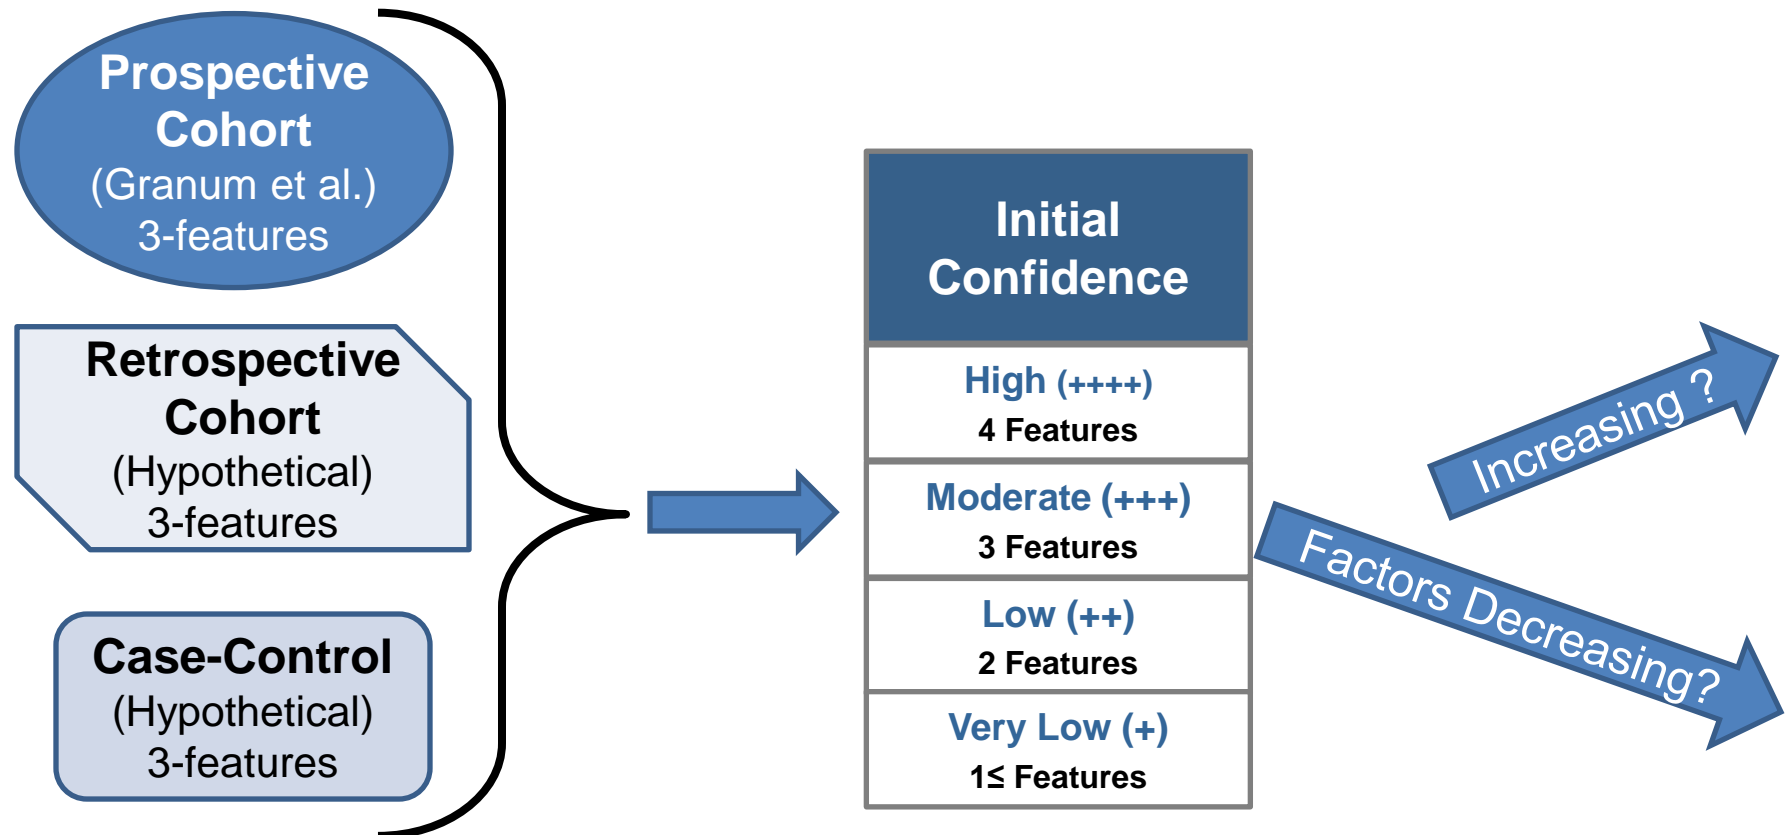 Prospective
Cohort
(Granum et al.)
3-features
Retrospective
Cohort
(Hypothetical)
3-features
Case-Control
(Hypothetical)
3-features
Initial
Confidence
High (++++)
4 Features
Moderate (+++)
3 Features
Low (++)
2 Features
Very Low (+)
1≤ Features
Increasing ?
Factors Decreasing?